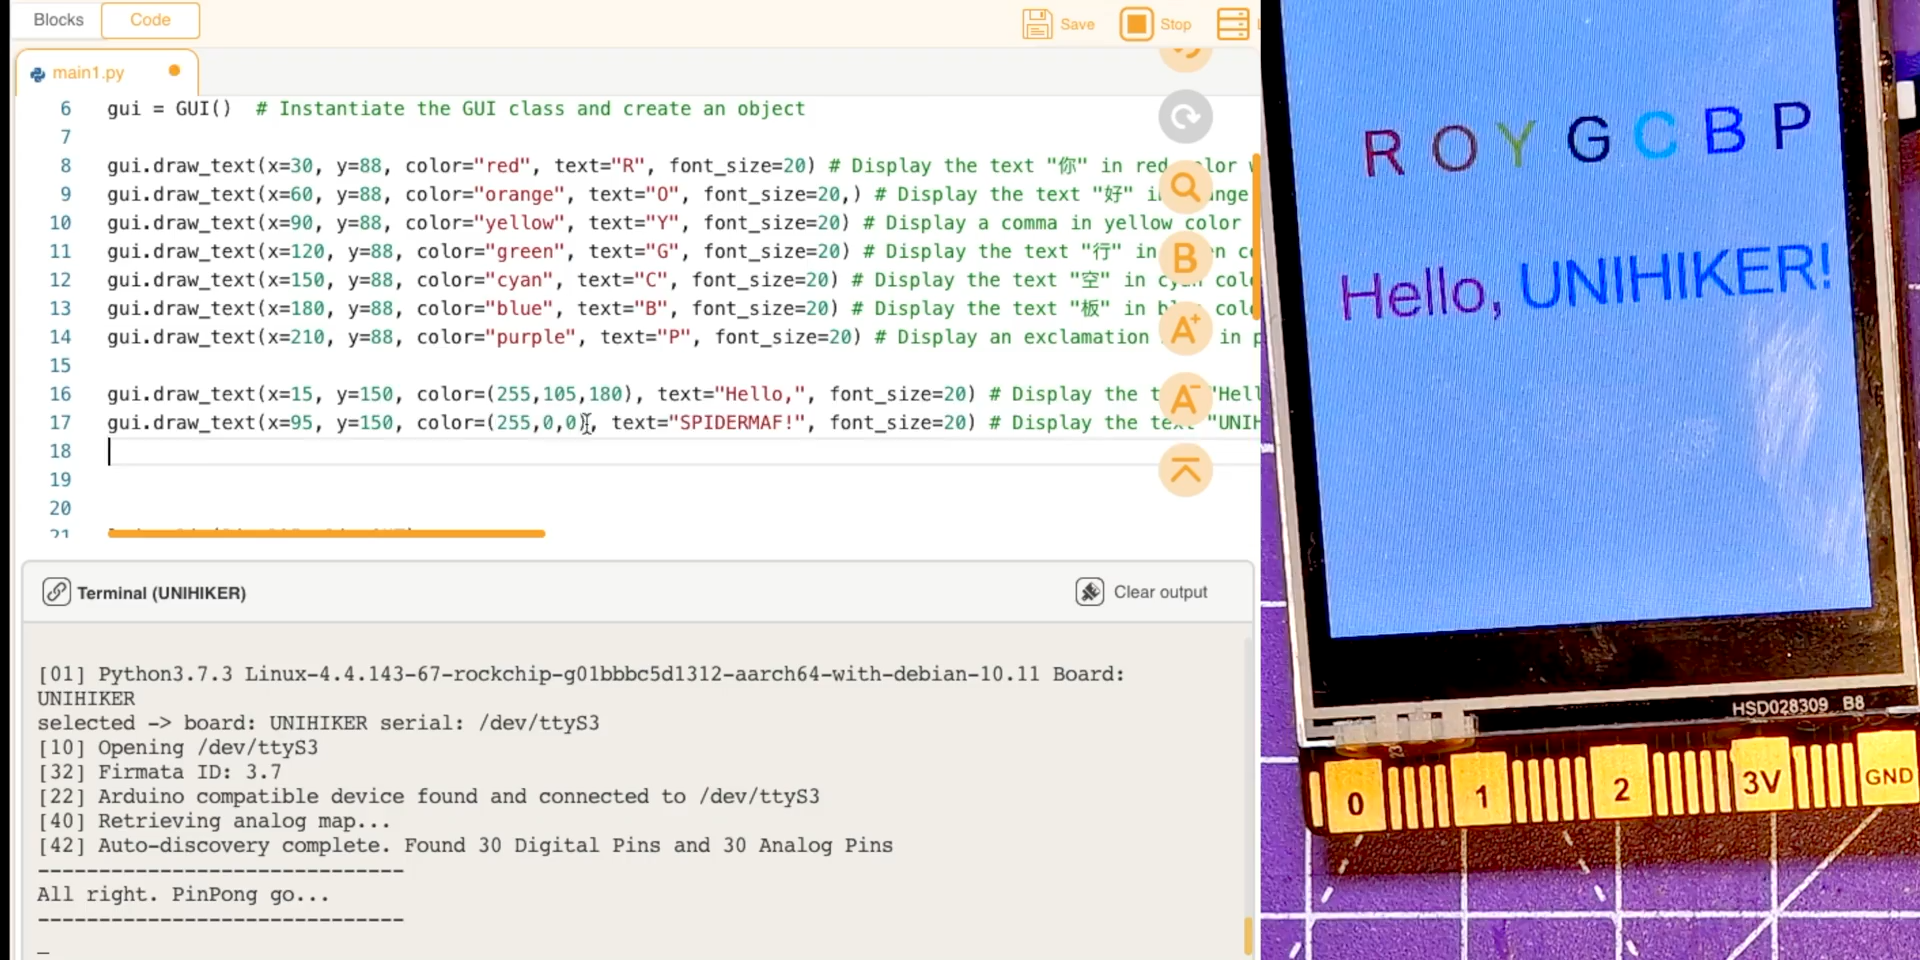 Blocks Code Save Stop
main1.py
6 gui = GUI() # Instantiate the GUI class and create an object
7
8 gui.draw_text(x=30, y=88, color="red", text="R", font_size=20) # Display the text "你" in red color
9 gui.draw_text(x=60, y=88, color="orange", text="O", font_size=20,) # Display the text "好"
10 gui.draw_text(x=90, y=88, color="yellow", text="Y", font_size=20) # Display a comma in yellow color
11 gui.draw_text(x=120, y=88, color="green", text="G", font_size=20) # Display the text "行"
12 gui.draw_text(x=150, y=88, color="cyan", text="C", font_size=20) # Display the text "空" in
13 gui.draw_text(x=180, y=88, color="blue", text="B", font_size=20) # Display the text "板" in
14 gui.draw_text(x=210, y=88, color="purple", text="P", font_size=20) # Display an exclamation in
15
16 gui.draw_text(x=15, y=150, color=(255,105,180), text="Hello,", font_size=20) # Display the
17 gui.draw_text(x=95, y=150, color=(255,0,0), text="SPIDERMAF!", font_size=20) # Display the
18
19
20
21
B
A+
A-
Terminal (UNIHIKER) Clear output
[01] Python3.7.3 Linux-4.4.143-67-rockchip-g01bbbc5d1312-aarch64-with-debian-10.11 Board:
UNIHIKER
selected -> board: UNIHIKER serial: /dev/ttyS3
[10] Opening /dev/ttyS3
[32] Firmata ID: 3.7
[22] Arduino compatible device found and connected to /dev/ttyS3
[40] Retrieving analog map...
[42] Auto-discovery complete. Found 30 Digital Pins and 30 Analog Pins
------------------------------
All right. PinPong go...
------------------------------
_
R O Y G C B P
Hello, UNIHIKER!
HSD028309 B8
0 1 2 3V GND